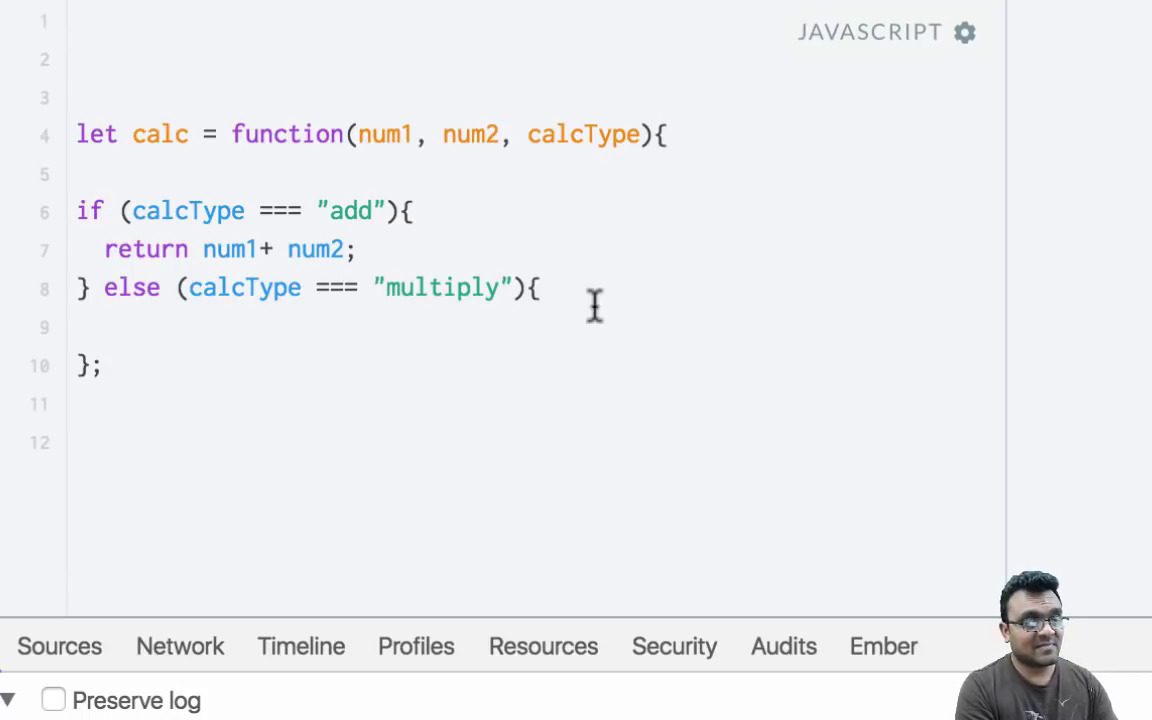 JAVASCRIPT
1
2
3
4 let calc = function(num1, num2, calcType){
5
6 if (calcType === "add"){
7 return num1+ num2;
8 } else (calcType === "multiply"){
9
10 };
11
12
Sources Network Timeline Profiles Resources Security Audits Ember
Preserve log